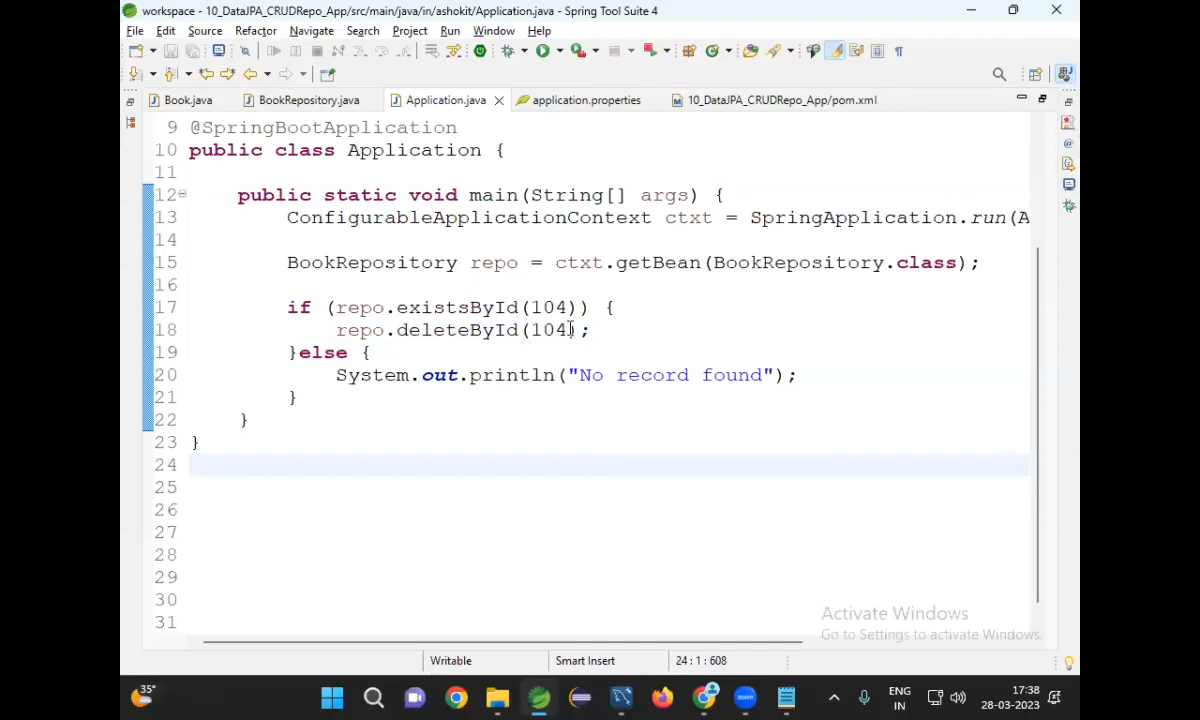 workspace - 10_DataJPA_CRUDRepo_App/src/main/java/in/ashokit/Application.java - Spring Tool Suite 4
File Edit Source Refactor Navigate Search Project Run Window Help
Book.java BookRepository.java Application.java application.properties 10_DataJPA_CRUDRepo_App/pom.xml
9 @SpringBootApplication
10 public class Application {
11
12 public static void main(String[] args) {
13 ConfigurableApplicationContext ctxt = SpringApplication.run(A
14
15 BookRepository repo = ctxt.getBean(BookRepository.class);
16
17 if (repo.existsById(104)) {
18 repo.deleteById(104);
19 }else {
20 System.out.println("No record found");
21 }
22 }
23 }
24
25
26
27
28
29
30
31
Activate Windows
Go to Settings to activate Windows.
Writable Smart Insert 24 : 1 : 608
35°
zoom
ENG
IN
17:38
28-03-2023